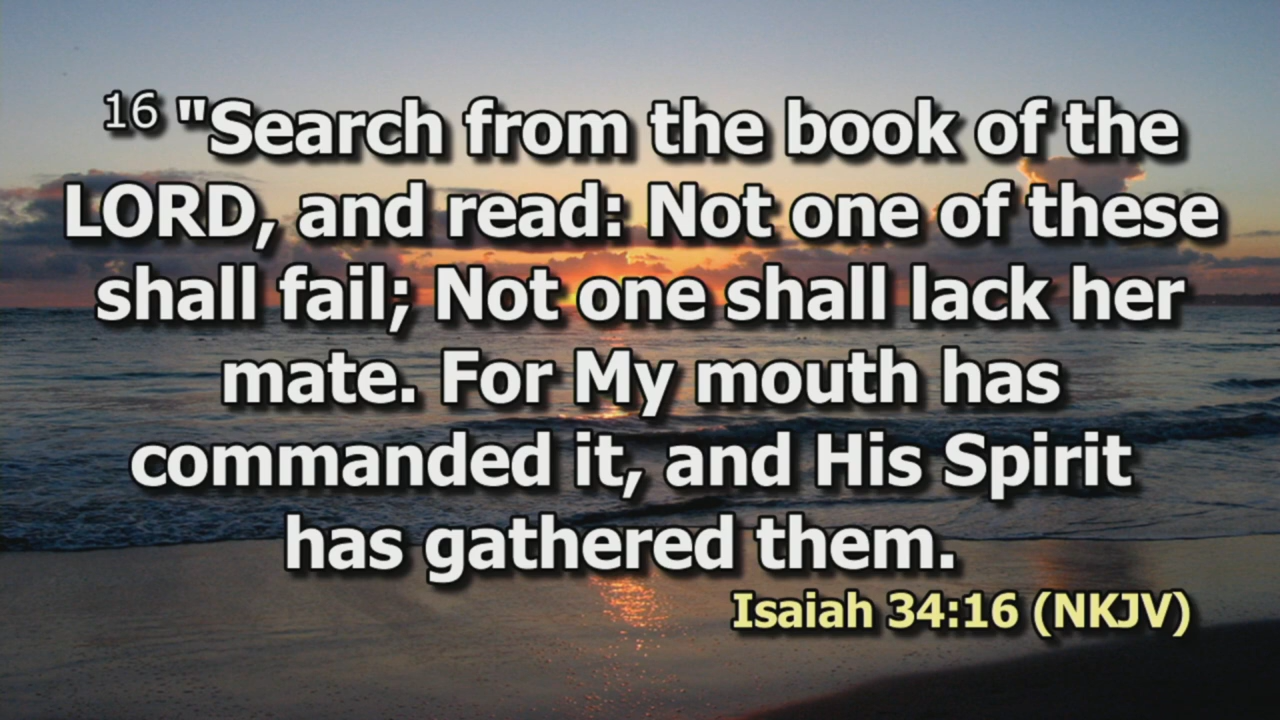 16 "Search from the book of the
LORD, and read: Not one of these
shall fail; Not one shall lack her
mate. For My mouth has
commanded it, and His Spirit
has gathered them.
Isaiah 34:16 (NKJV)